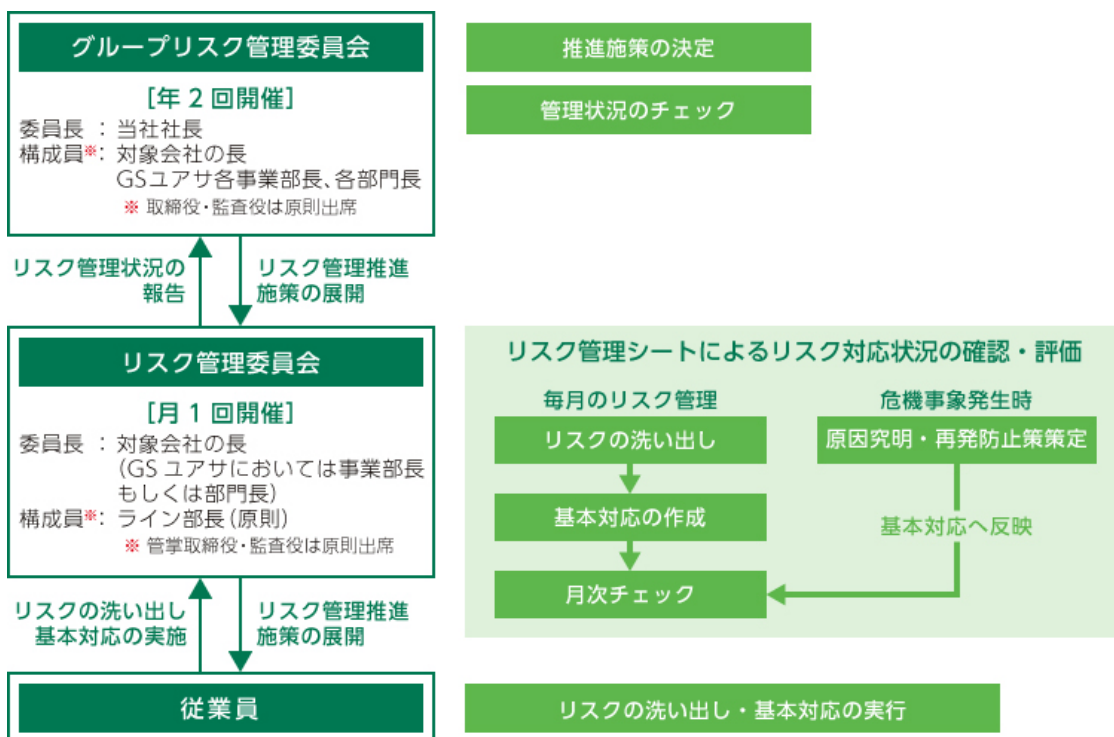 グループリスク管理委員会
[年 2 回開催]
委員長 : 当社社長
構成員※: 対象会社の長
GSユアサ各事業部長、各部門長
※ 取締役・監査役は原則出席
推進施策の決定
管理状況のチェック
リスク管理状況の
報告
リスク管理推進
施策の展開
リスク管理委員会
[月 1 回開催]
委員長 : 対象会社の長
(GS ユアサにおいては事業部長
もしくは部門長)
構成員※: ライン部長(原則)
※ 管掌取締役・監査役は原則出席
リスク管理シートによるリスク対応状況の確認・評価
毎月のリスク管理
リスクの洗い出し
基本対応の作成
月次チェック
危機事象発生時
原因究明・再発防止策策定
基本対応へ反映
リスクの洗い出し
基本対応の実施
リスク管理推進
施策の展開
従業員
リスクの洗い出し・基本対応の実行